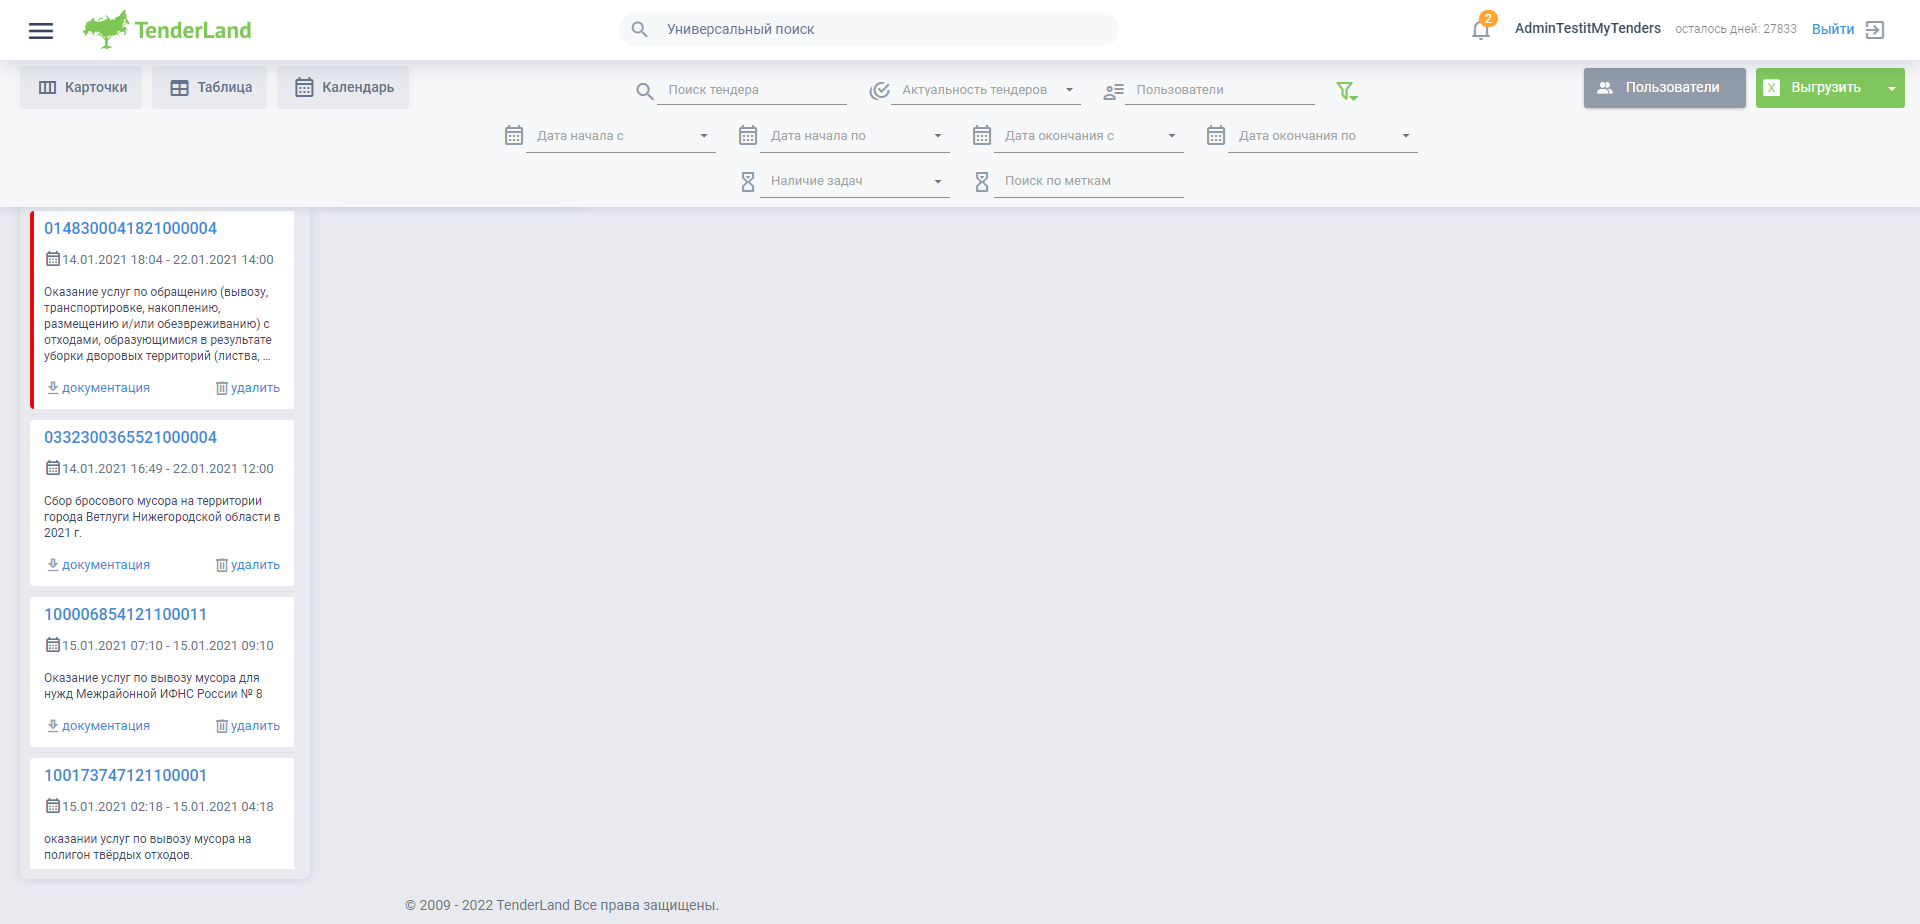 TenderLand
Универсальный поиск
2
AdminTestitMyTenders
осталось дней: 27833
Выйти
Карточки
Таблица
Календарь
Поиск тендера
Актуальность тендеров
Пользователи
Пользователи
X
Выгрузить
Дата начала с
Дата начала по
Дата окончания с
Дата окончания по
Наличие задач
Поиск по меткам
0148300041821000004
14.01.2021 18:04 - 22.01.2021 14:00
Оказание услуг по обращению (вывозу,
транспортировке, накоплению,
размещению и/или обезвреживанию) с
отходами, образующимися в результате
уборки дворовых территорий (листва, ...
документация
удалить
0332300365521000004
14.01.2021 16:49 - 22.01.2021 12:00
Сбор бросового мусора на территории
города Ветлуги Нижегородской области в
2021 г.
документация
удалить
100006854121100011
15.01.2021 07:10 - 15.01.2021 09:10
Оказание услуг по вывозу мусора для
нужд Межрайонной ИФНС России № 8
документация
удалить
100173747121100001
15.01.2021 02:18 - 15.01.2021 04:18
оказании услуг по вывозу мусора на
полигон твёрдых отходов.
© 2009 - 2022 TenderLand Все права защищены.